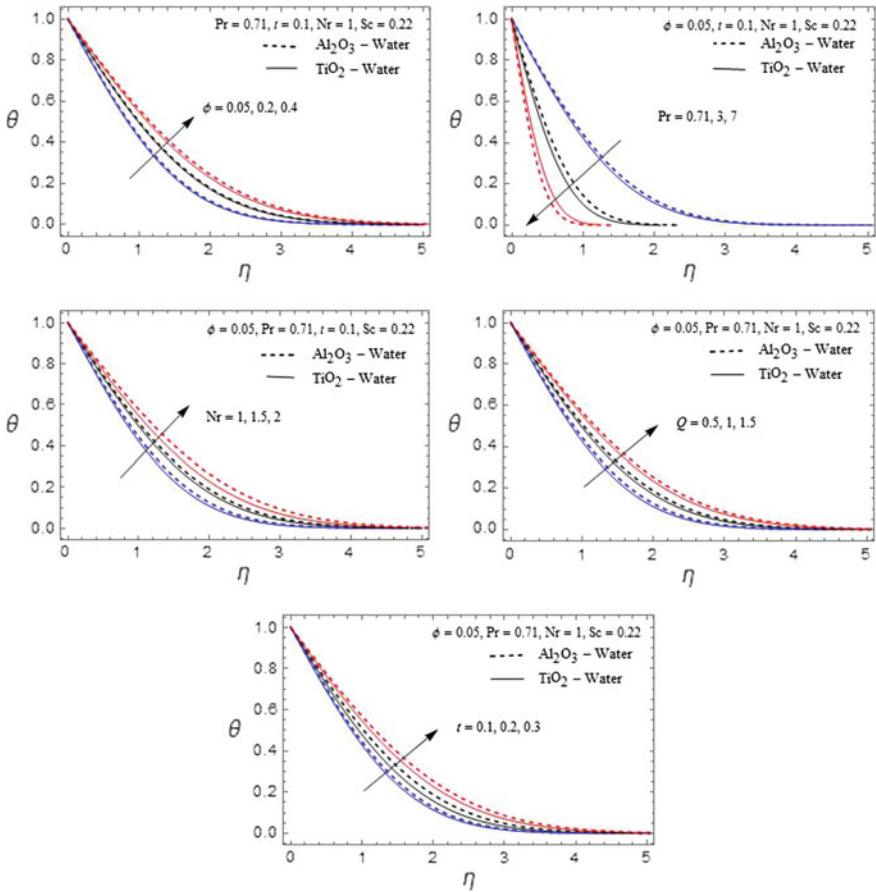 Pr = 0.71, t = 0.1, Nr = 1, Sc = 0.22
Al₂O₃ – Water
TiO₂ – Water
ϕ = 0.05, 0.2, 0.4
θ
1.0
0.8
0.6
0.4
0.2
0.0
0 1 2 3 4 5
η
ϕ = 0.05, t = 0.1, Nr = 1, Sc = 0.22
Al₂O₃ – Water
TiO₂ – Water
Pr = 0.71, 3, 7
θ
1.0
0.8
0.6
0.4
0.2
0.0
0 1 2 3 4 5
η
ϕ = 0.05, Pr = 0.71, t = 0.1, Sc = 0.22
Al₂O₃ – Water
TiO₂ – Water
Nr = 1, 1.5, 2
θ
1.0
0.8
0.6
0.4
0.2
0.0
0 1 2 3 4 5
η
ϕ = 0.05, Pr = 0.71, Nr = 1, Sc = 0.22
Al₂O₃ – Water
TiO₂ – Water
Q = 0.5, 1, 1.5
θ
1.0
0.8
0.6
0.4
0.2
0.0
0 1 2 3 4 5
η
ϕ = 0.05, Pr = 0.71, Nr = 1, Sc = 0.22
Al₂O₃ – Water
TiO₂ – Water
t = 0.1, 0.2, 0.3
θ
1.0
0.8
0.6
0.4
0.2
0.0
0 1 2 3 4 5
η